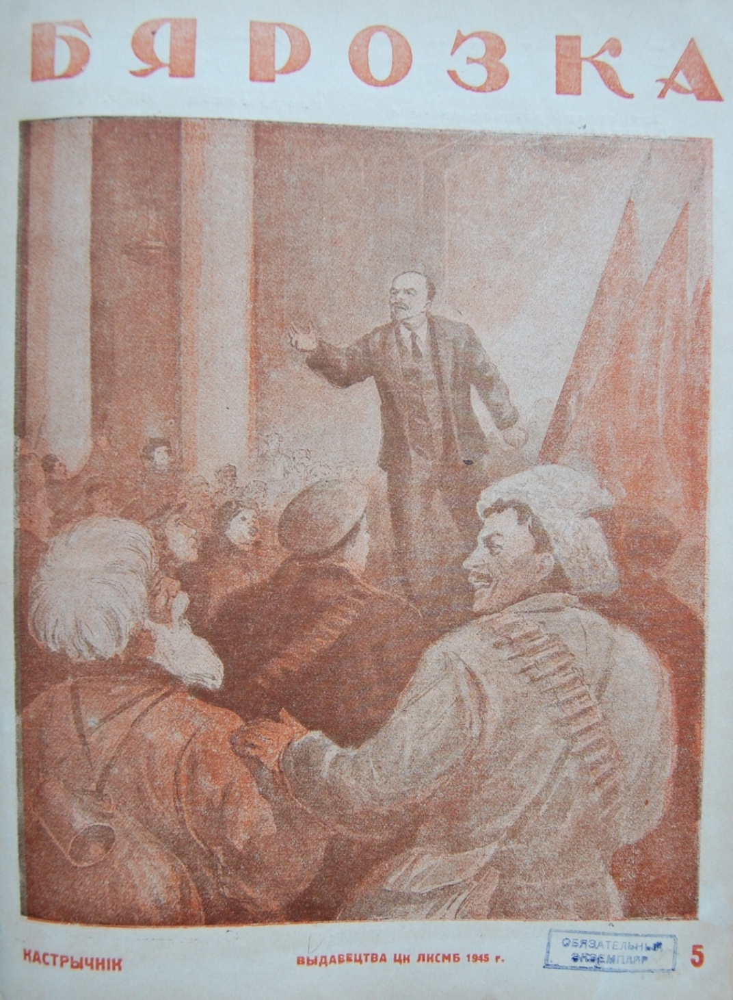 БЯРОЗКА
КАСТРЫЧНІК
ВЫДАВЕЦТВА ЦК ЛКСМБ 1945 г.
ОБЯЗАТЕЛЬНЫЙ
ЭКЗЕМПЛЯР
5